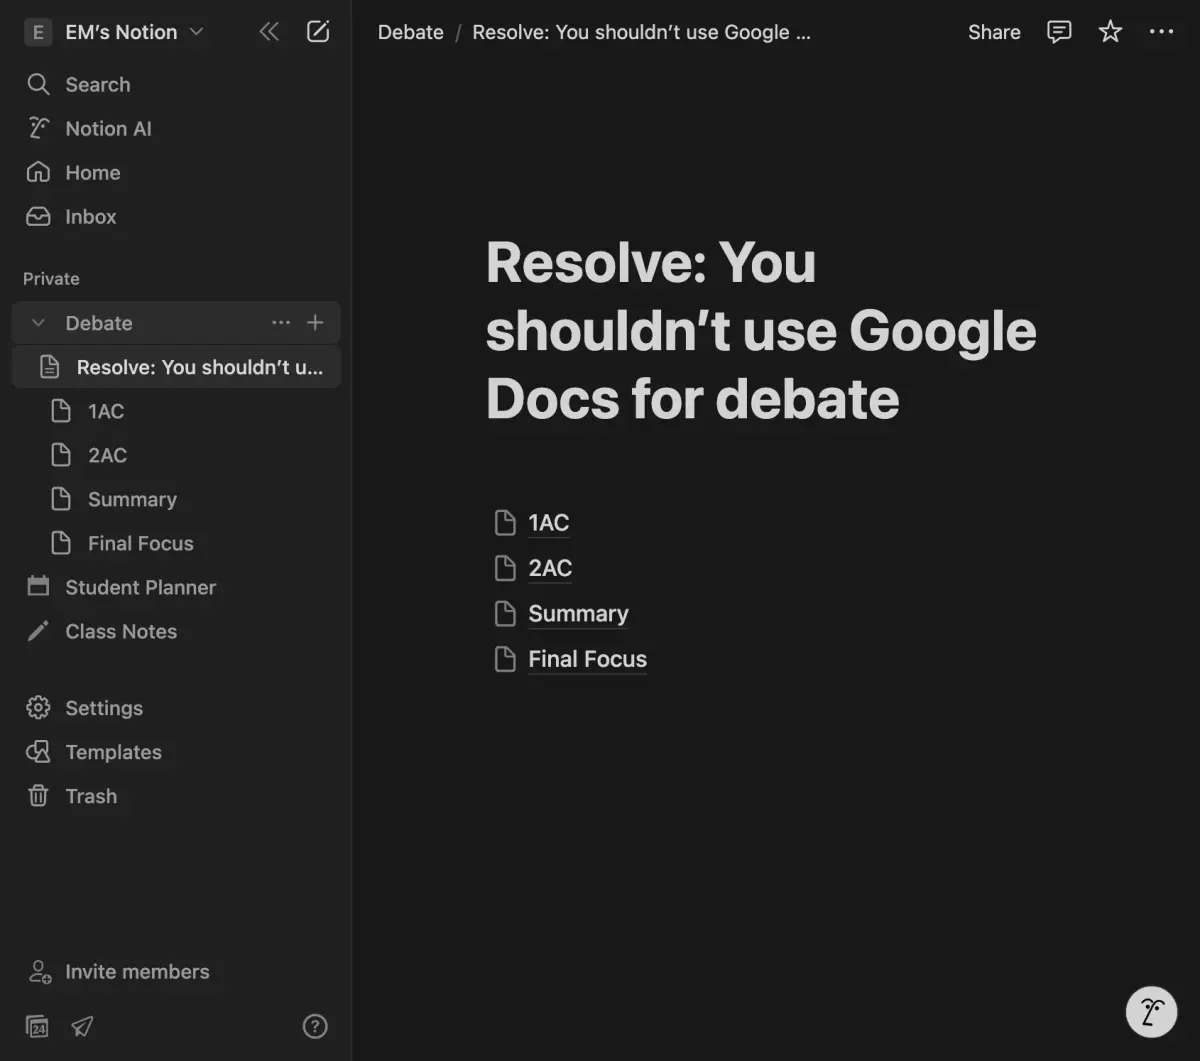 E EM’s Notion
Search
Notion AI
Home
Inbox
Private
Debate
Resolve: You shouldn’t u...
1AC
2AC
Summary
Final Focus
Student Planner
Class Notes
Settings
Templates
Trash
Invite members
24
?
Debate / Resolve: You shouldn’t use Google ...
Share
Resolve: You
shouldn’t use Google
Docs for debate
1AC
2AC
Summary
Final Focus